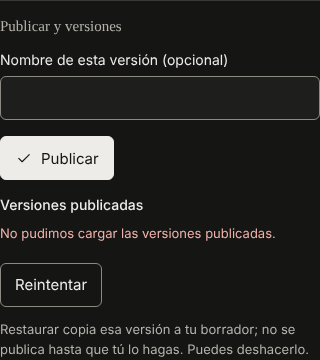 Publicar y versiones
Nombre de esta versión (opcional)
Publicar
Versiones publicadas
No pudimos cargar las versiones publicadas.
Reintentar
Restaurar copia esa versión a tu borrador; no se
publica hasta que tú lo hagas. Puedes deshacerlo.